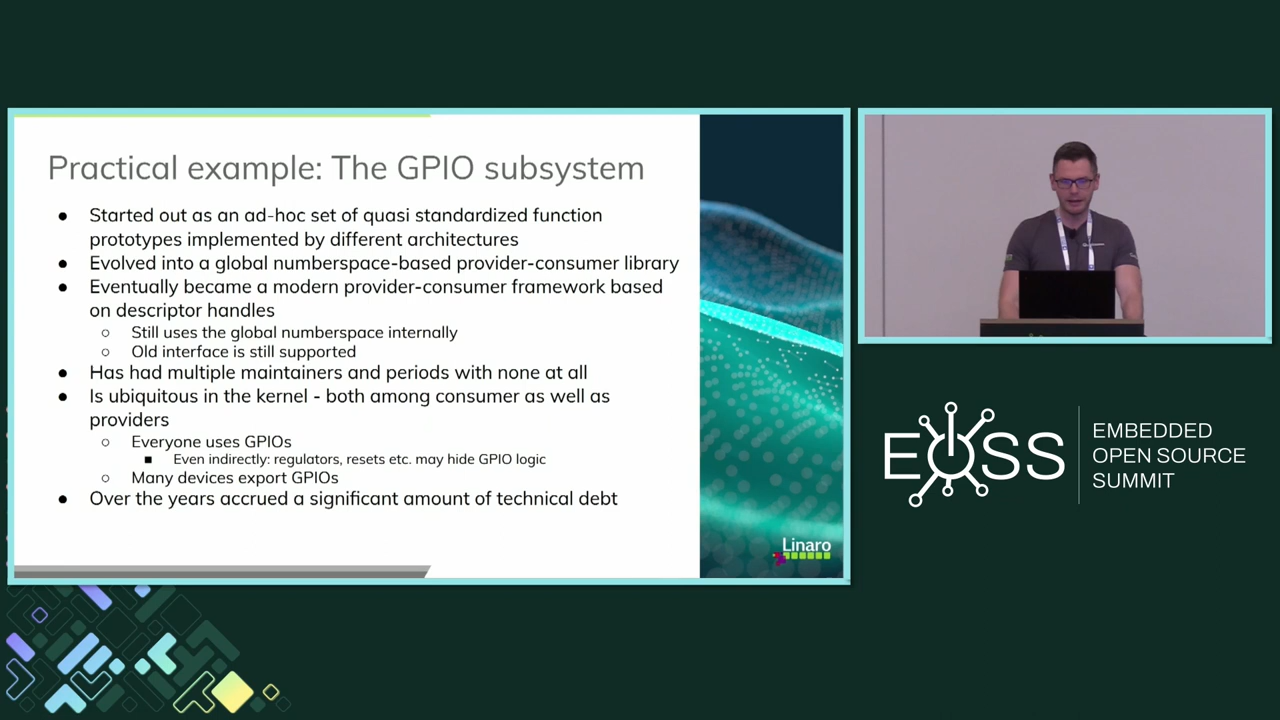 Practical example: The GPIO subsystem
● Started out as an ad-hoc set of quasi standardized function
prototypes implemented by different architectures
● Evolved into a global numberspace-based provider-consumer library
● Eventually became a modern provider-consumer framework based
on descriptor handles
○ Still uses the global numberspace internally
○ Old interface is still supported
● Has had multiple maintainers and periods with none at all
● Is ubiquitous in the kernel - both among consumer as well as
providers
○ Everyone uses GPIOs
■ Even indirectly: regulators, resets etc. may hide GPIO logic
○ Many devices export GPIOs
● Over the years accrued a significant amount of technical debt
Linaro
EOSS
EMBEDDED
OPEN SOURCE
SUMMIT